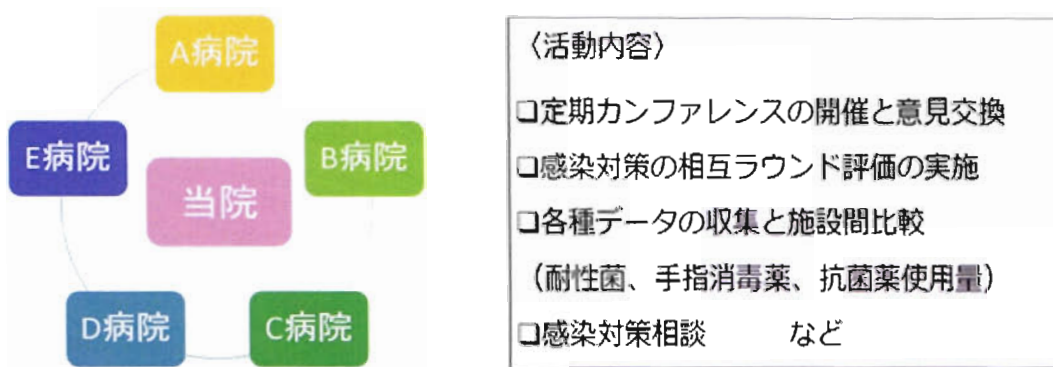 A病院
E病院
B病院
当院
D病院
C病院
〈活動内容〉
□定期カンファレンスの開催と意見交換
□感染対策の相互ラウンド評価の実施
□各種データの収集と施設間比較
（耐性菌、手指消毒薬、抗菌薬使用量）
□感染対策相談　　　など